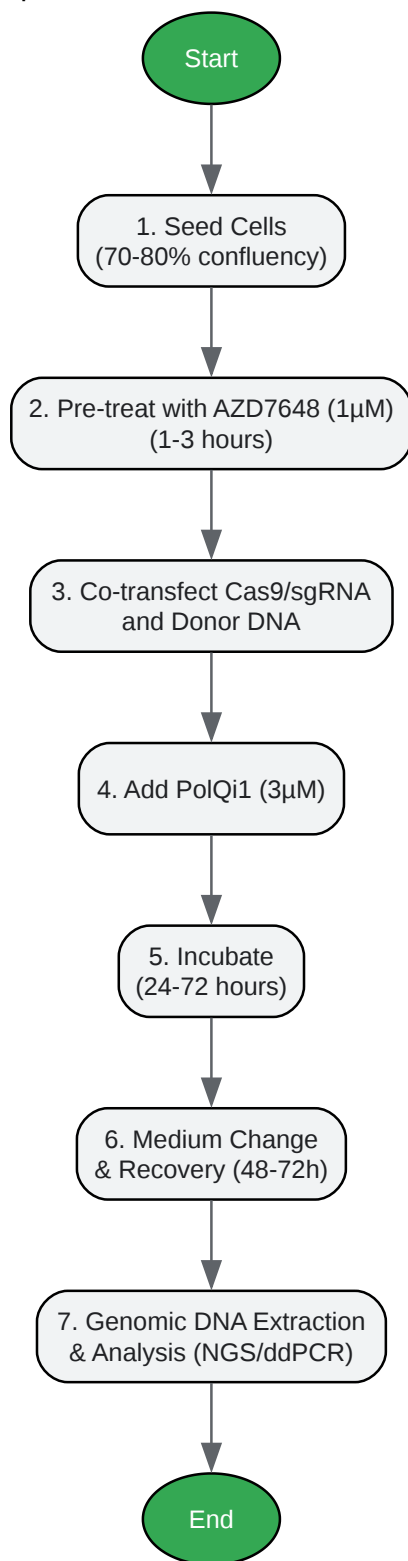 Start
1. Seed Cells
(70-80% confluency)
2. Pre-treat with AZD7648 (1µM)
(1-3 hours)
3. Co-transfect Cas9/sgRNA
and Donor DNA
4. Add PolQi1 (3µM)
5. Incubate
(24-72 hours)
6. Medium Change
& Recovery (48-72h)
7. Genomic DNA Extraction
& Analysis (NGS/ddPCR)
End